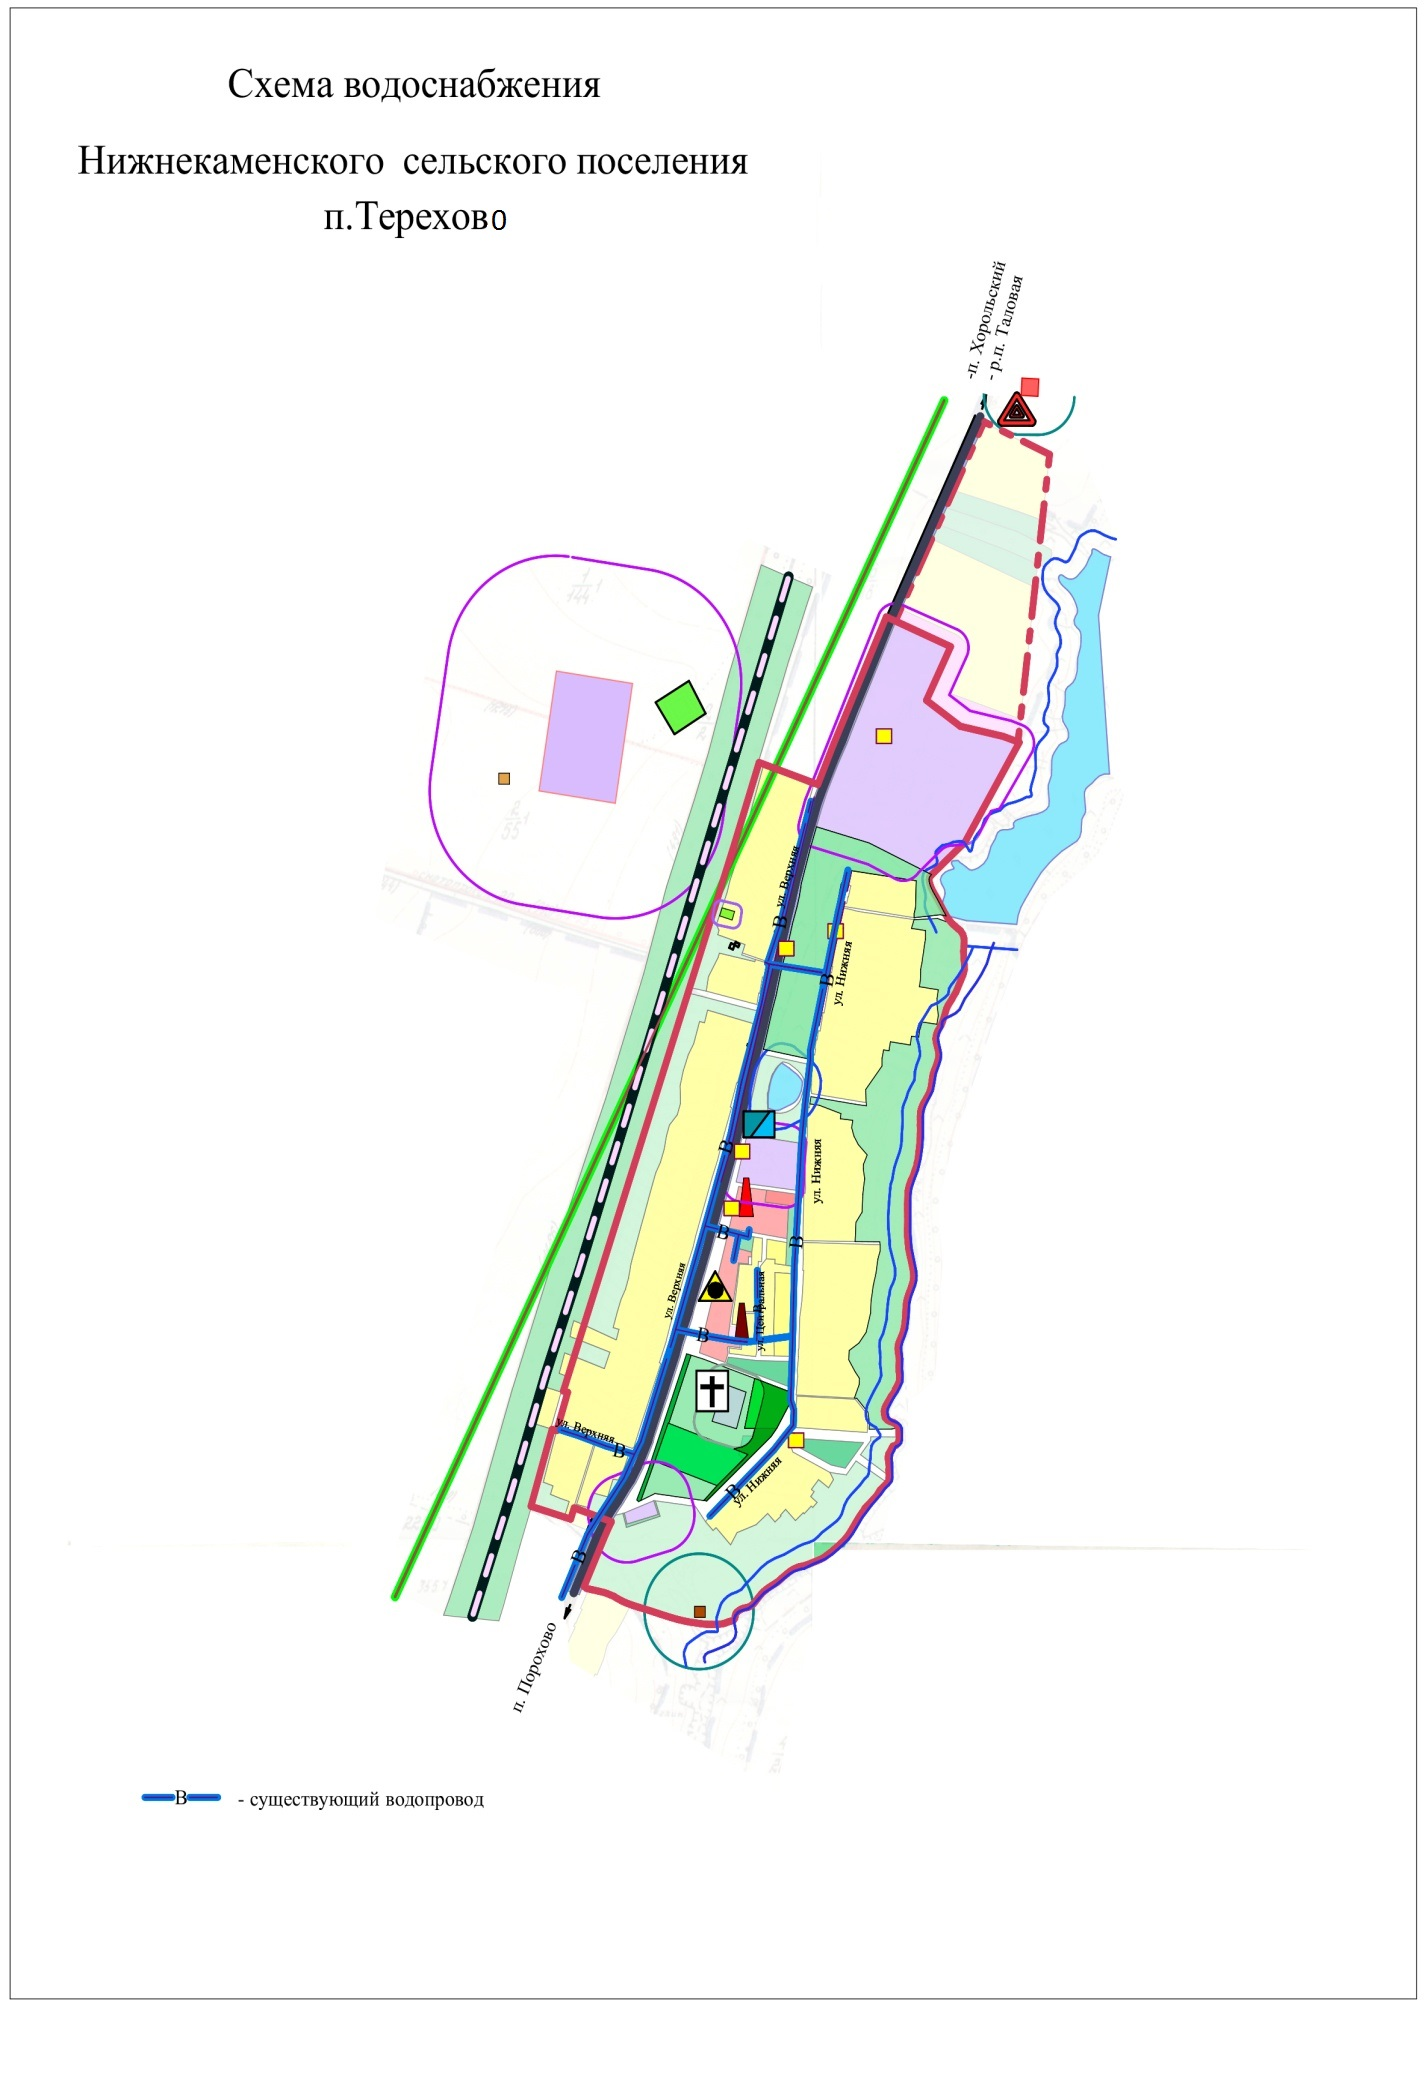 Схема водоснабжения
Нижнекаменского сельского поселения
п.Терехово
-п. Хорольский
- р.п. Таловая
ул. Верхняя
В
ул. Нижняя
В
В
ул. Нижняя
В
В
ул. Верхняя
ул. Центральная
В
ул. Верхняя
В
В
ул. Нижняя
В
п. Порохово
В
- существующий водопровод